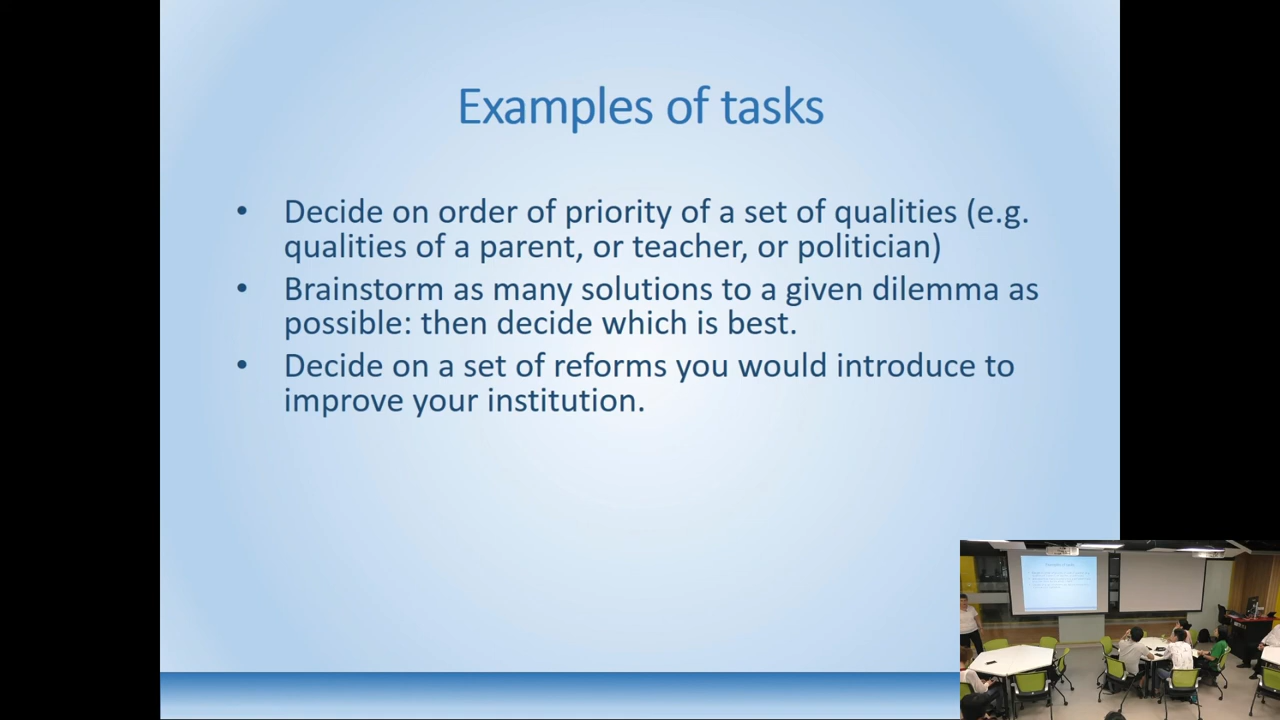 Examples of tasks
• Decide on order of priority of a set of qualities (e.g.
qualities of a parent, or teacher, or politician)
• Brainstorm as many solutions to a given dilemma as
possible: then decide which is best.
• Decide on a set of reforms you would introduce to
improve your institution.